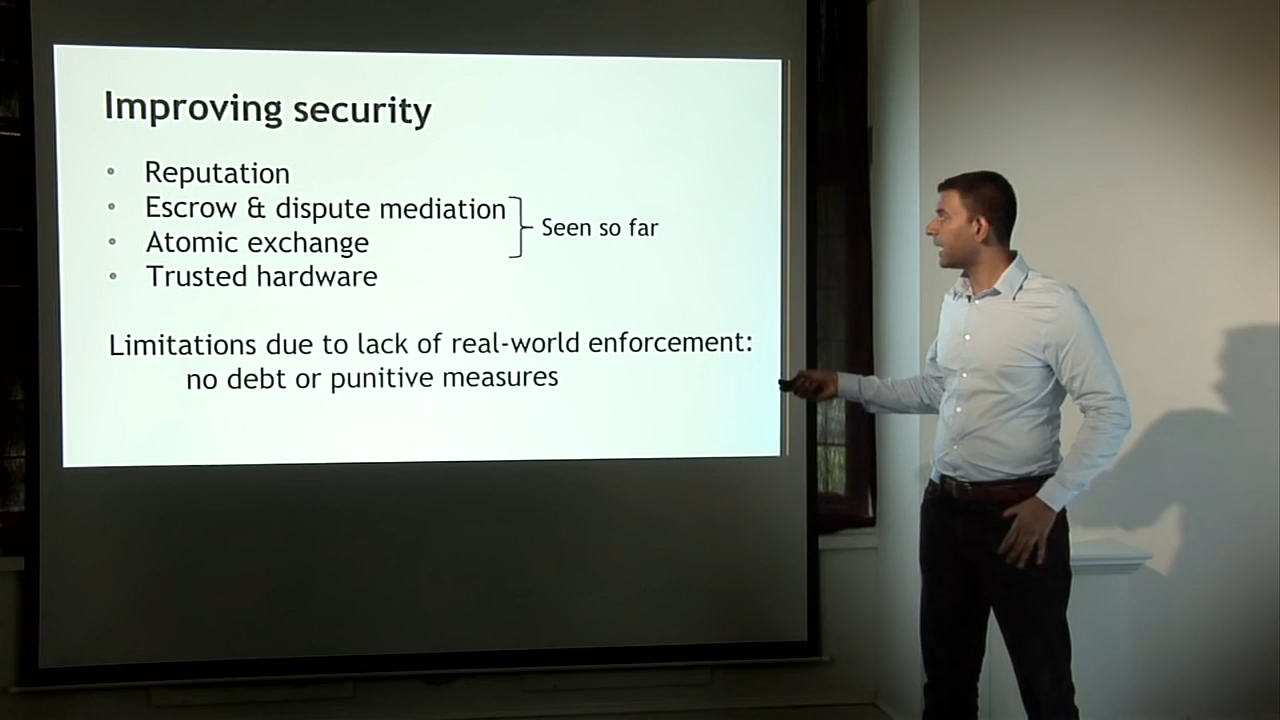 Improving security
• Reputation
• Escrow & dispute mediation
• Atomic exchange
Seen so far
• Trusted hardware
Limitations due to lack of real-world enforcement:
no debt or punitive measures